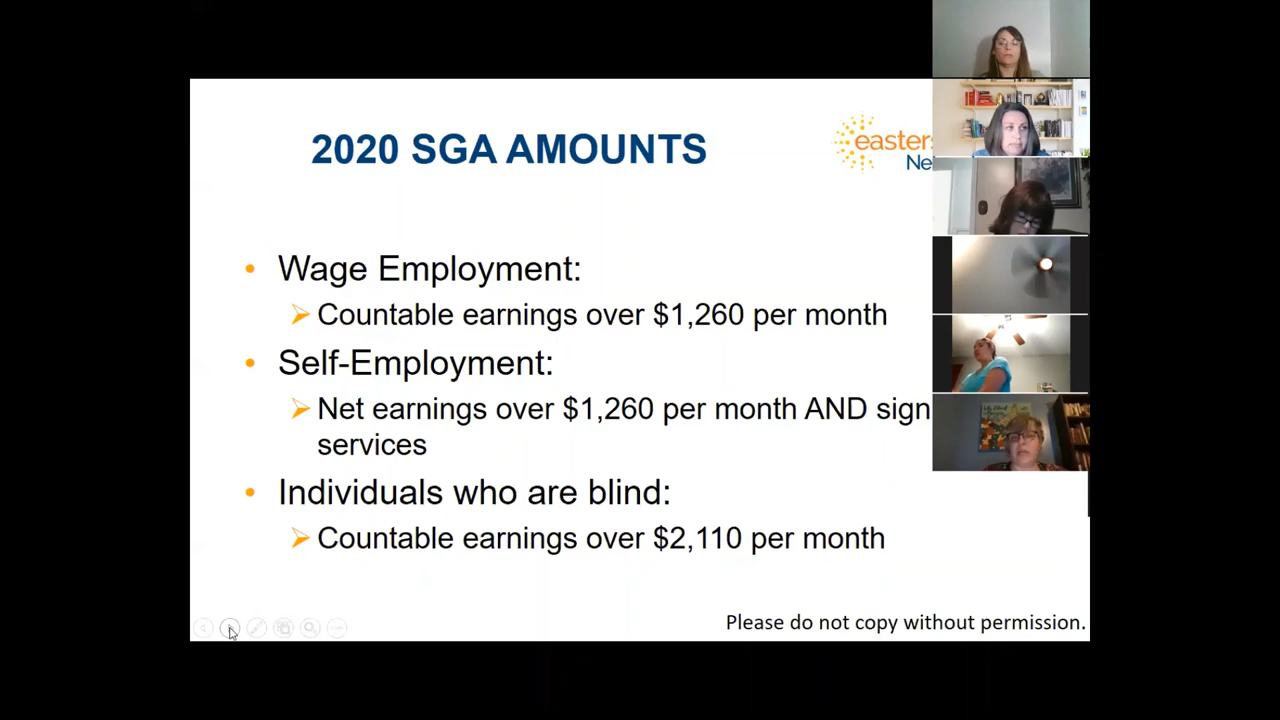 2020 SGA AMOUNTS
easters
Ne
• Wage Employment:
➢ Countable earnings over $1,260 per month
• Self-Employment:
➢ Net earnings over $1,260 per month AND sign
services
• Individuals who are blind:
➢ Countable earnings over $2,110 per month
Please do not copy without permission.